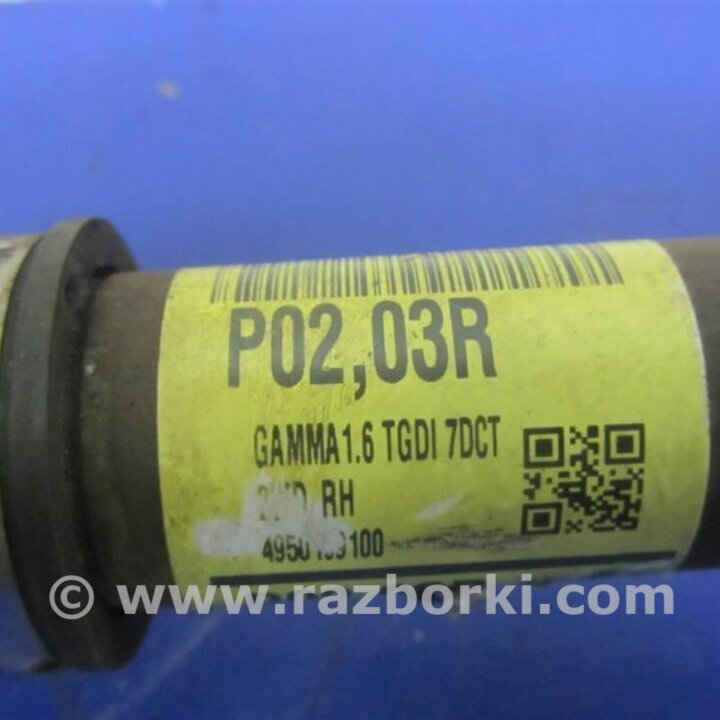 P02,03R
GAMMA1.6 TGDI 7DCT
RH
© www.razborki.com